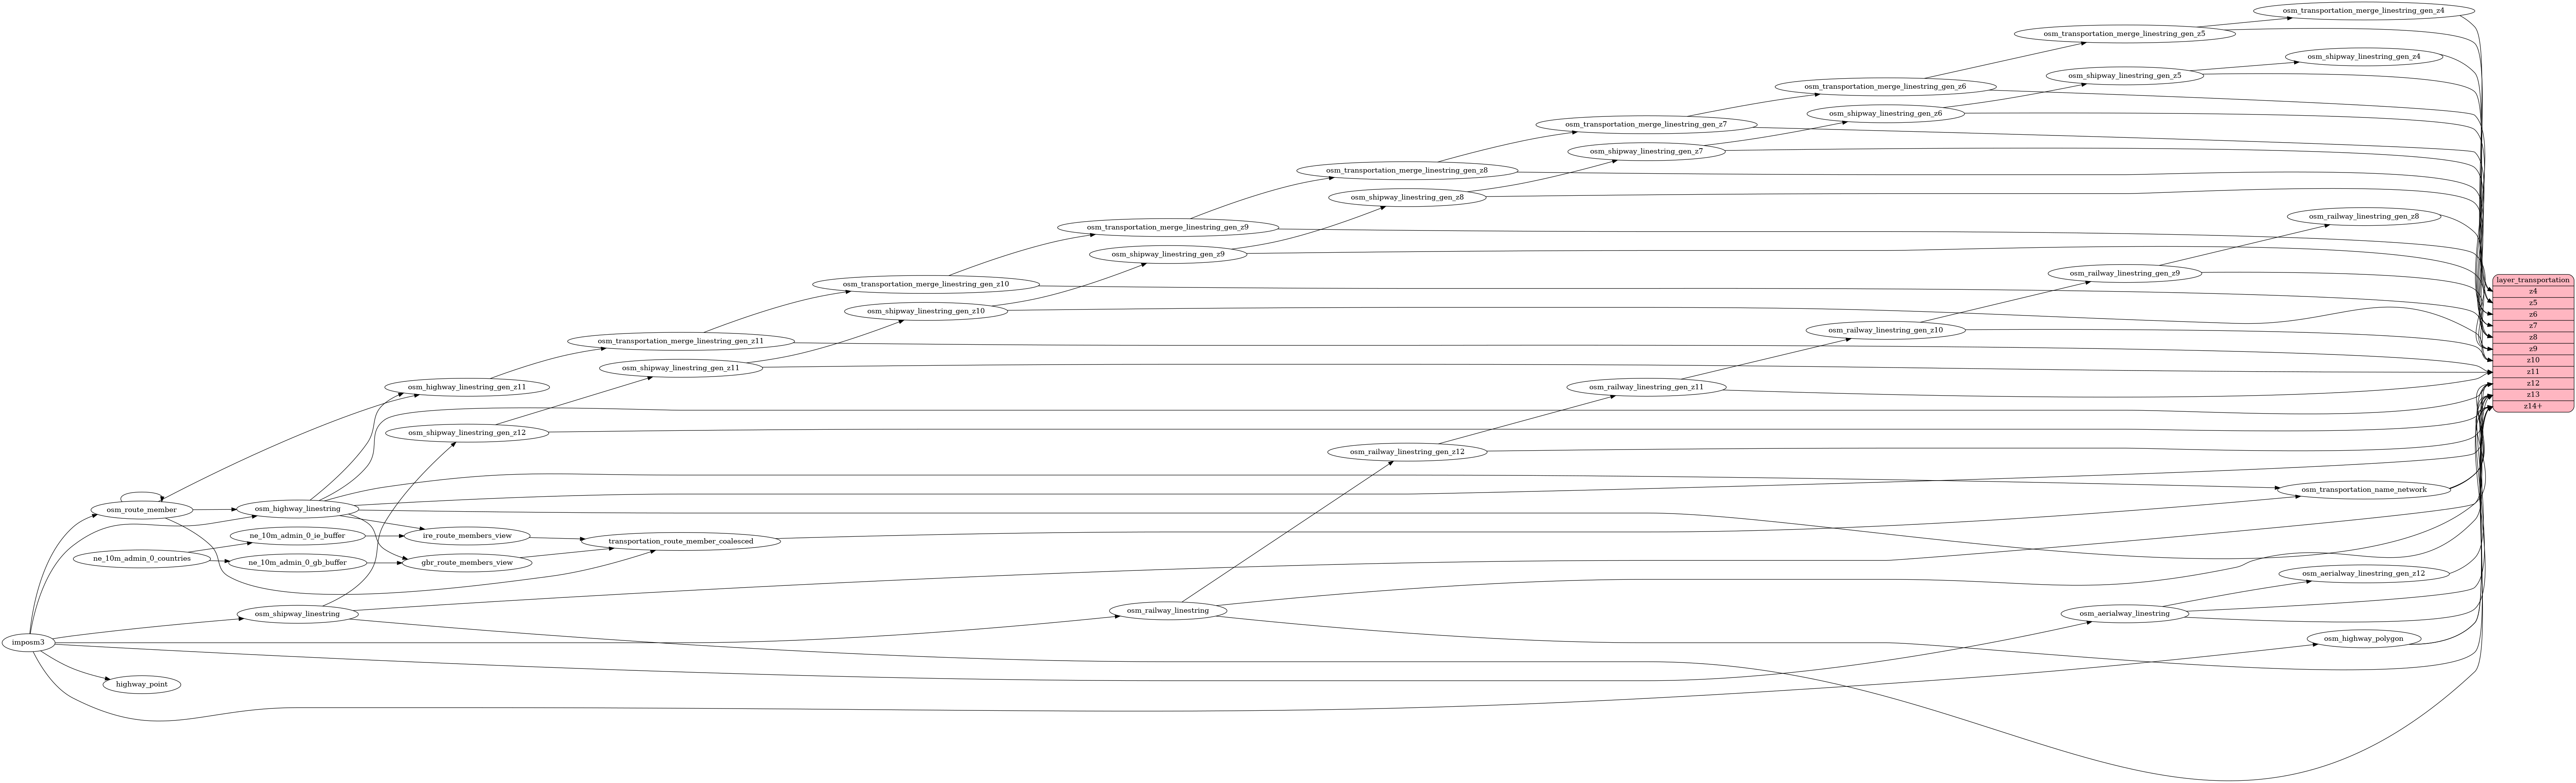 osm_transportation_merge_linestring_gen_z4
osm_transportation_merge_linestring_gen_z5
osm_shipway_linestring_gen_z4
osm_shipway_linestring_gen_z5
osm_transportation_merge_linestring_gen_z6
osm_shipway_linestring_gen_z6
osm_transportation_merge_linestring_gen_z7
osm_shipway_linestring_gen_z7
osm_transportation_merge_linestring_gen_z8
osm_shipway_linestring_gen_z8
osm_railway_linestring_gen_z8
osm_transportation_merge_linestring_gen_z9
osm_shipway_linestring_gen_z9
osm_railway_linestring_gen_z9
layer_transportation
z4
z5
z6
z7
z8
z9
z10
z11
z12
z13
z14+
osm_transportation_merge_linestring_gen_z10
osm_shipway_linestring_gen_z10
osm_railway_linestring_gen_z10
osm_transportation_merge_linestring_gen_z11
osm_shipway_linestring_gen_z11
osm_highway_linestring_gen_z11
osm_railway_linestring_gen_z11
osm_shipway_linestring_gen_z12
osm_railway_linestring_gen_z12
osm_transportation_name_network
osm_route_member
osm_highway_linestring
ne_10m_admin_0_ie_buffer
ire_route_members_view
transportation_route_member_coalesced
ne_10m_admin_0_countries
ne_10m_admin_0_gb_buffer
gbr_route_members_view
osm_aerialway_linestring_gen_z12
osm_shipway_linestring
osm_railway_linestring
osm_aerialway_linestring
imposm3
osm_highway_polygon
highway_point